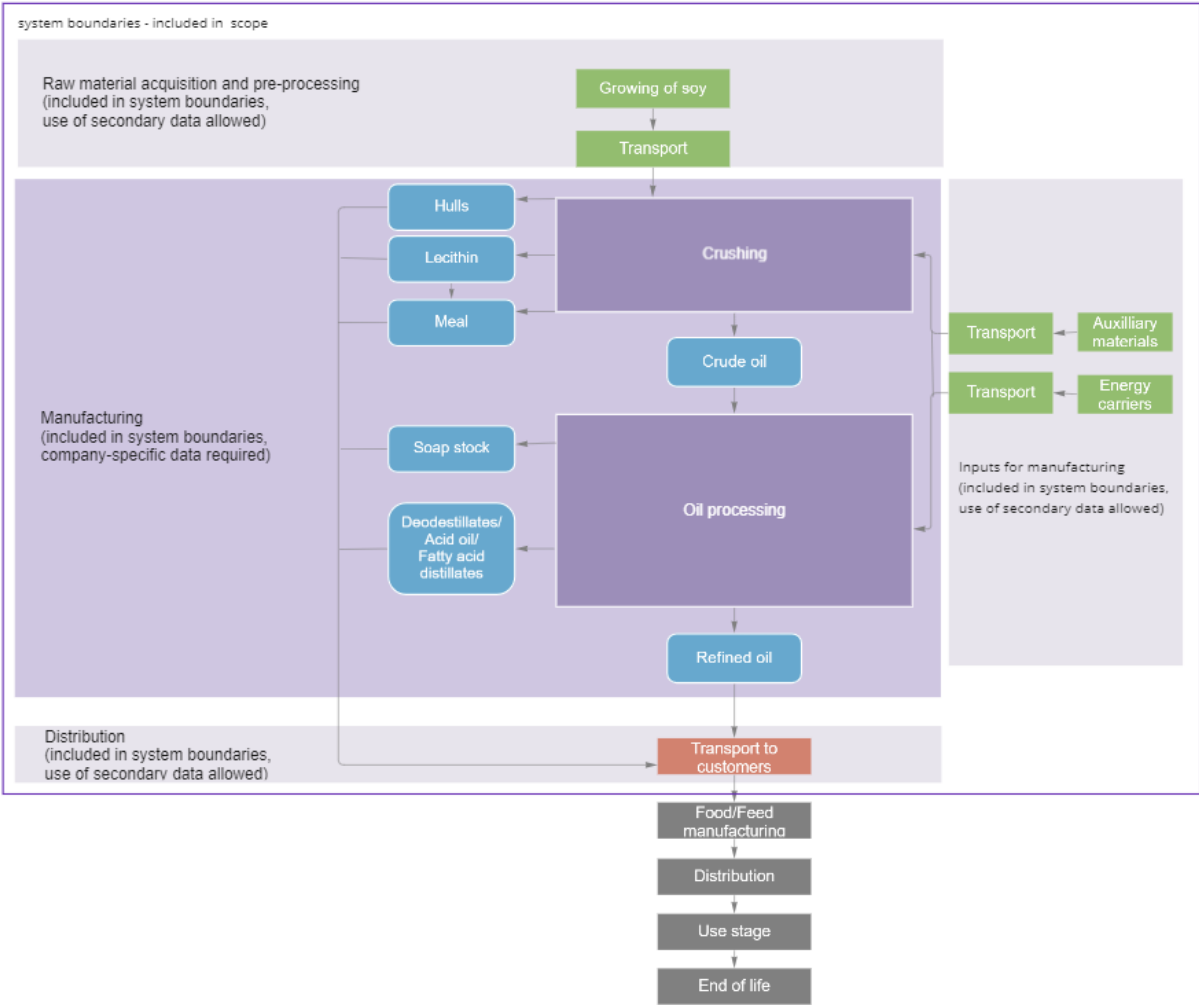 system boundaries - included in scope
Raw material acquisition and pre-processing
(included in system boundaries,
use of secondary data allowed)
Growing of soy
Transport
Hulls
Lecithin
Meal
Crushing
Crude oil
Transport
Auxilliary
materials
Transport
Energy
carriers
Manufacturing
(included in system boundaries,
company-specific data required)
Soap stock
Deodestillates/
Acid oil/
Fatty acid
distillates
Oil processing
Inputs for manufacturing
(included in system boundaries,
use of secondary data allowed)
Refined oil
Distribution
(included in system boundaries,
use of secondary data allowed)
Transport to
customers
Food/Feed
manufacturing
Distribution
Use stage
End of life